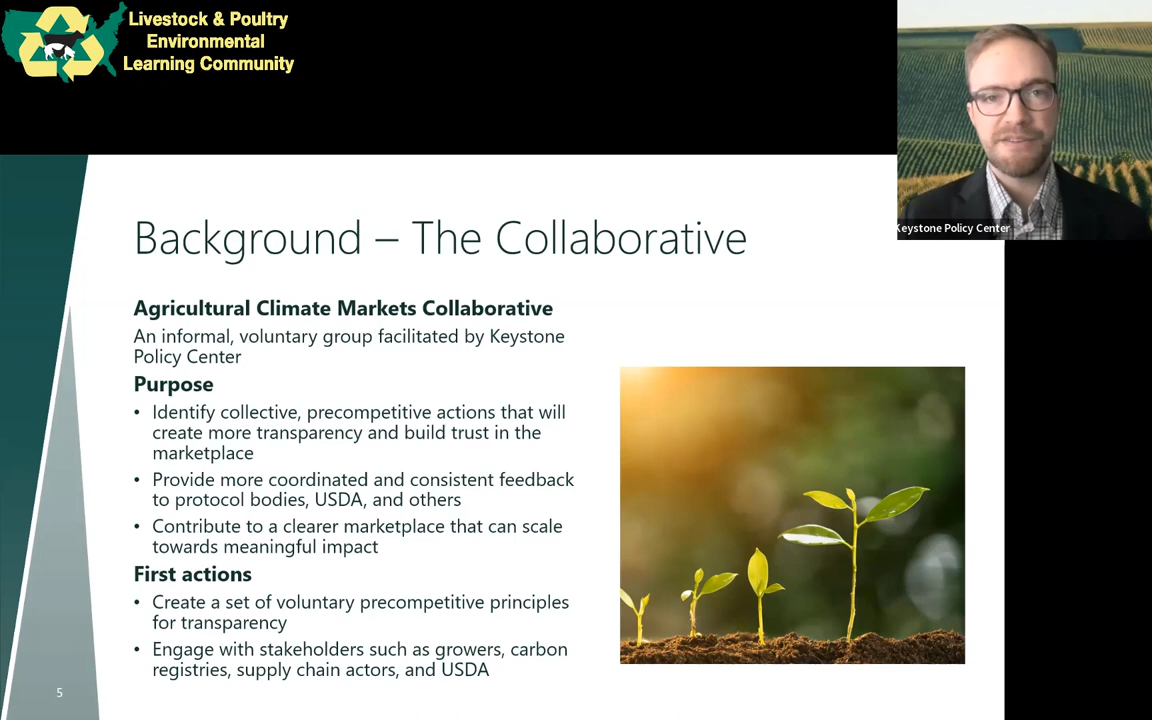 Livestock & Poultry
Environmental
Learning Community
Keystone Policy Center
Background – The Collaborative
Agricultural Climate Markets Collaborative
An informal, voluntary group facilitated by Keystone
Policy Center
Purpose
• Identify collective, precompetitive actions that will
create more transparency and build trust in the
marketplace
• Provide more coordinated and consistent feedback
to protocol bodies, USDA, and others
• Contribute to a clearer marketplace that can scale
towards meaningful impact
First actions
• Create a set of voluntary precompetitive principles
for transparency
• Engage with stakeholders such as growers, carbon
registries, supply chain actors, and USDA
5